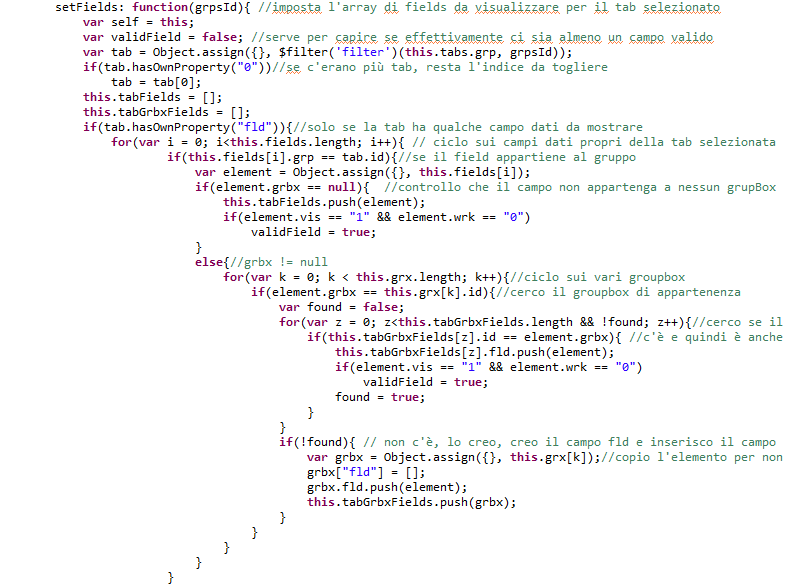 setFields: function(grpsId){ //imposta l'array di fields da visualizzare per il tab selezionato
var self = this;
var validField = false; //serve per capire se effettivamente ci sia almeno un campo valido
var tab = Object.assign({}, $filter('filter')(this.tabs.grp, grpsId));
if(tab.hasOwnProperty("0"))//se c'erano più tab, resta l'indice da togliere
tab = tab[0];
this.tabFields = [];
this.tabGrbxFields = [];
if(tab.hasOwnProperty("fld")){//solo se la tab ha qualche campo dati da mostrare
for(var i = 0; i<this.fields.length; i++){ // ciclo sui campi dati propri della tab selezionata
if(this.fields[i].grp == tab.id){//se il field appartiene al gruppo
var element = Object.assign({}, this.fields[i]);
if(element.grbx == null){  //controllo che il campo non appartenga a nessun grupBox
this.tabFields.push(element);
if(element.vis == "1" && element.wrk == "0")
validField = true;
}
else{//grbx != null
for(var k = 0; k < this.grx.length; k++){//ciclo sui vari groupbox
if(element.grbx == this.grx[k].id){//cerco il groupbox di appartenenza
var found = false;
for(var z = 0; z<this.tabGrbxFields.length && !found; z++){//cerco se il
if(this.tabGrbxFields[z].id == element.grbx){ //c'è e quindi è anche
this.tabGrbxFields[z].fld.push(element);
if(element.vis == "1" && element.wrk == "0")
validField = true;
found = true;
}
}
if(!found){ // non c'è, lo creo, creo il campo fld e inserisco il campo
var grbx = Object.assign({}, this.grx[k]);//copio l'elemento per non
grbx["fld"] = [];
grbx.fld.push(element);
this.tabGrbxFields.push(grbx);
}
}
}
}
}